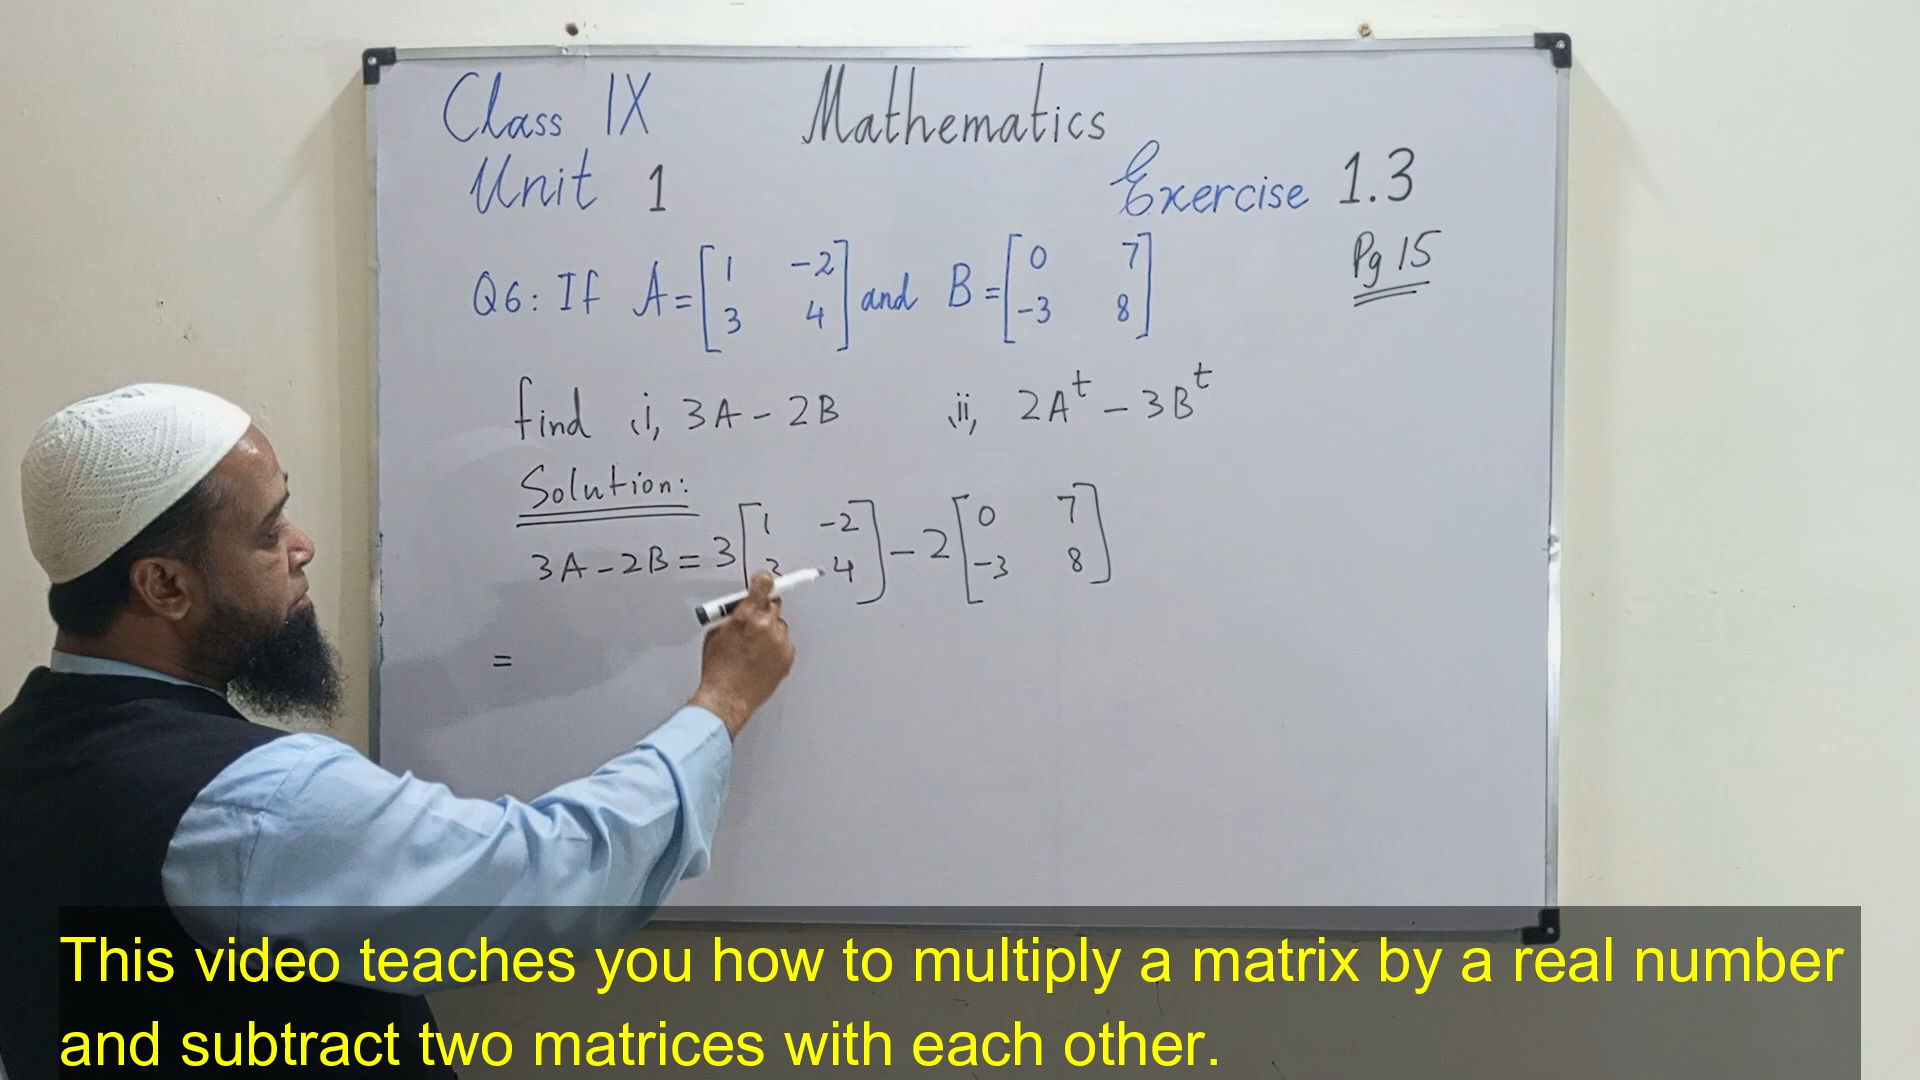 Class IX Mathematics
Unit 1 Exercise 1.3
Pg 15
Q6: If A = [1 -2
3 4] and B = [0 7
-3 8]
find (i, 3A - 2B (ii, 2Aᵗ - 3Bᵗ
Solution:
3A - 2B = 3[1 -2
3 4] - 2[0 7
-3 8]
=
This video teaches you how to multiply a matrix by a real number
and subtract two matrices with each other.